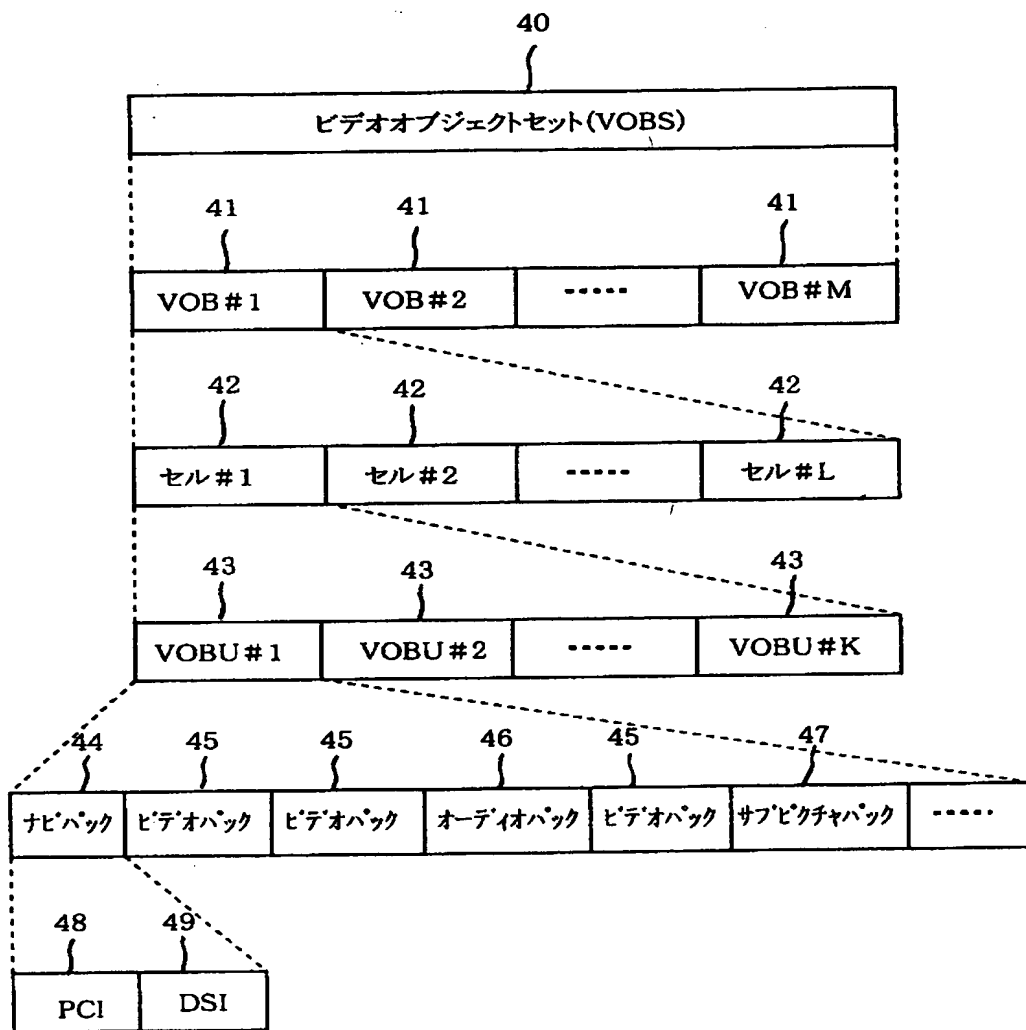 40
ビデオオブジェクトセット(VOBS)
41 41 41
VOB#1 VOB#2 ----- VOB#M
42 42 42
セル#1 セル#2 ----- セル#L
43 43 43
VOBU#1 VOBU#2 ----- VOBU#K
44 45 45 46 45 47
ナビパック ビデオパック ビデオパック オーディオパック ビデオパック サブピクチャパック -----
48 49
PCI DSI